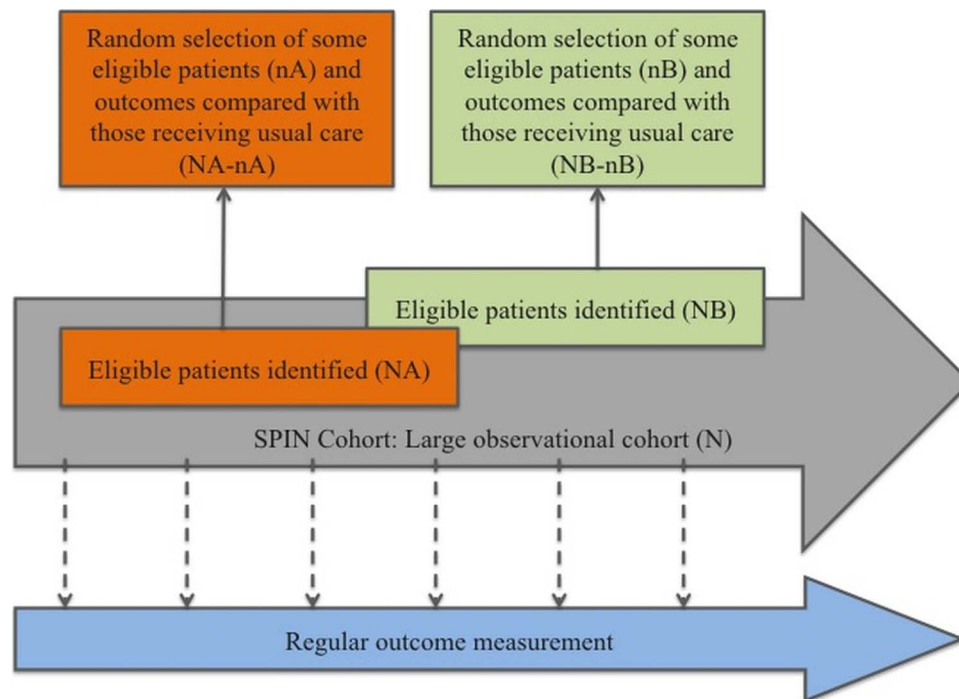 Random selection of some
eligible patients (nA) and
outcomes compared with
those receiving usual care
(NA-nA)
Random selection of some
eligible patients (nB) and
outcomes compared with
those receiving usual care
(NB-nB)
Eligible patients identified (NB)
Eligible patients identified (NA)
SPIN Cohort: Large observational cohort (N)
Regular outcome measurement